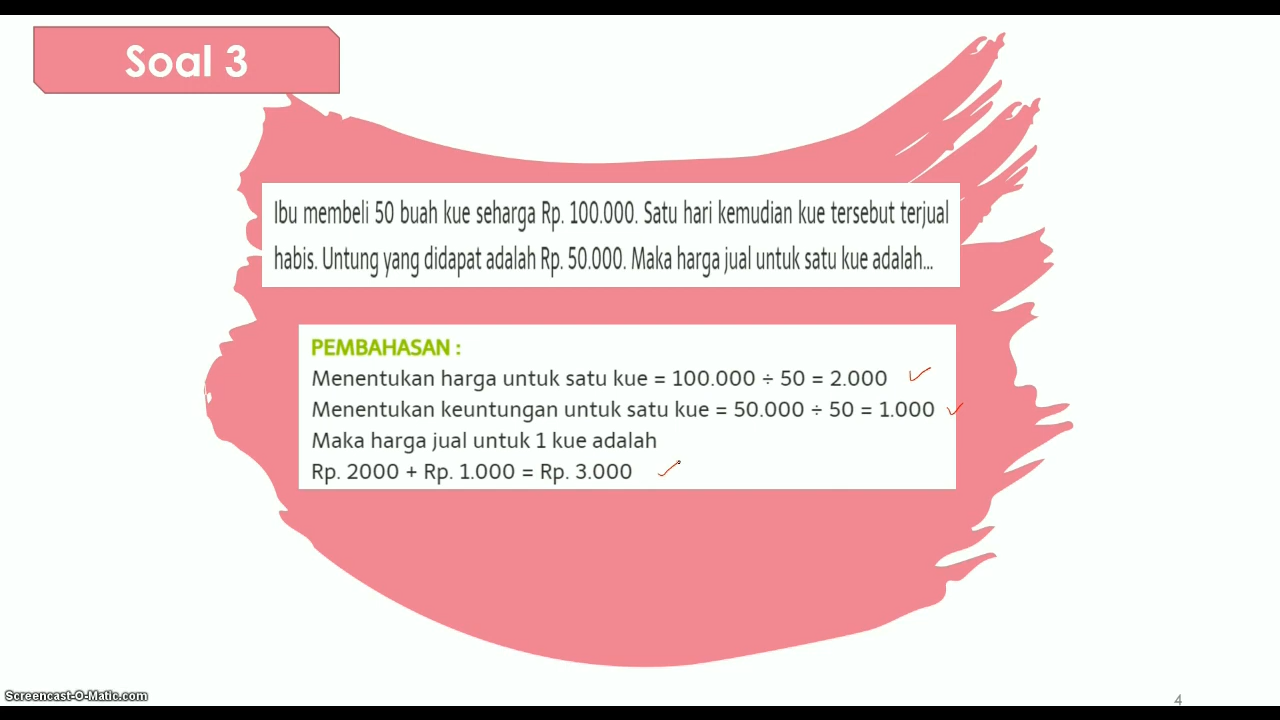 Soal 3
Ibu membeli 50 buah kue seharga Rp. 100.000. Satu hari kemudian kue tersebut terjual
habis. Untung yang didapat adalah Rp. 50.000. Maka harga jual untuk satu kue adalah...
PEMBAHASAN :
Menentukan harga untuk satu kue = 100.000 ÷ 50 = 2.000
Menentukan keuntungan untuk satu kue = 50.000 ÷ 50 = 1.000
Maka harga jual untuk 1 kue adalah
Rp. 2000 + Rp. 1.000 = Rp. 3.000
Screencast-O-Matic.com
4